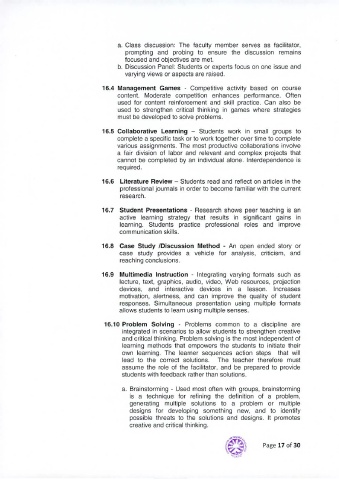 a. Class discussion: The faculty member serves as facilitator,
prompting and probing to ensure the discussion remains
focused and objectives are met.
b. Discussion Panel: Students or experts focus on one issue and
varying views or aspects are raised.
16.4 Management Games - Competitive activity based on course
content. Moderate competition enhances performance. Often
used for content reinforcement and skill practice. Can also be
used to strengthen critical thinking in games where strategies
must be developed to solve problems.
16.5 Collaborative Learning – Students work in small groups to
complete a specific task or to work together over time to complete
various assignments. The most productive collaborations involve
a fair division of labor and relevant and complex projects that
cannot be completed by an individual alone. Interdependence is
required.
16.6 Literature Review – Students read and reflect on articles in the
professional journals in order to become familiar with the current
research.
16.7 Student Presentations - Research shows peer teaching is an
active learning strategy that results in significant gains in
learning. Students practice professional roles and improve
communication skills.
16.8 Case Study /Discussion Method - An open ended story or
case study provides a vehicle for analysis, criticism, and
reaching conclusions.
16.9 Multimedia Instruction - Integrating varying formats such as
lecture, text, graphics, audio, video, Web resources, projection
devices, and interactive devices in a lesson. Increases
motivation, alertness, and can improve the quality of student
responses. Simultaneous presentation using multiple formats
allows students to learn using multiple senses.
16.10 Problem Solving - Problems common to a discipline are
integrated in scenarios to allow students to strengthen creative
and critical thinking. Problem solving is the most independent of
learning methods that empowers the students to initiate their
own learning. The learner sequences action steps that will
lead to the correct solutions. The teacher therefore must
assume the role of the facilitator, and be prepared to provide
students with feedback rather than solutions.
a. Brainstorming - Used most often with groups, brainstorming
is a technique for refining the definition of a problem,
generating multiple solutions to a problem or multiple
designs for developing something new, and to identify
possible threats to the solutions and designs. It promotes
creative and critical thinking.
Page 17 of 30